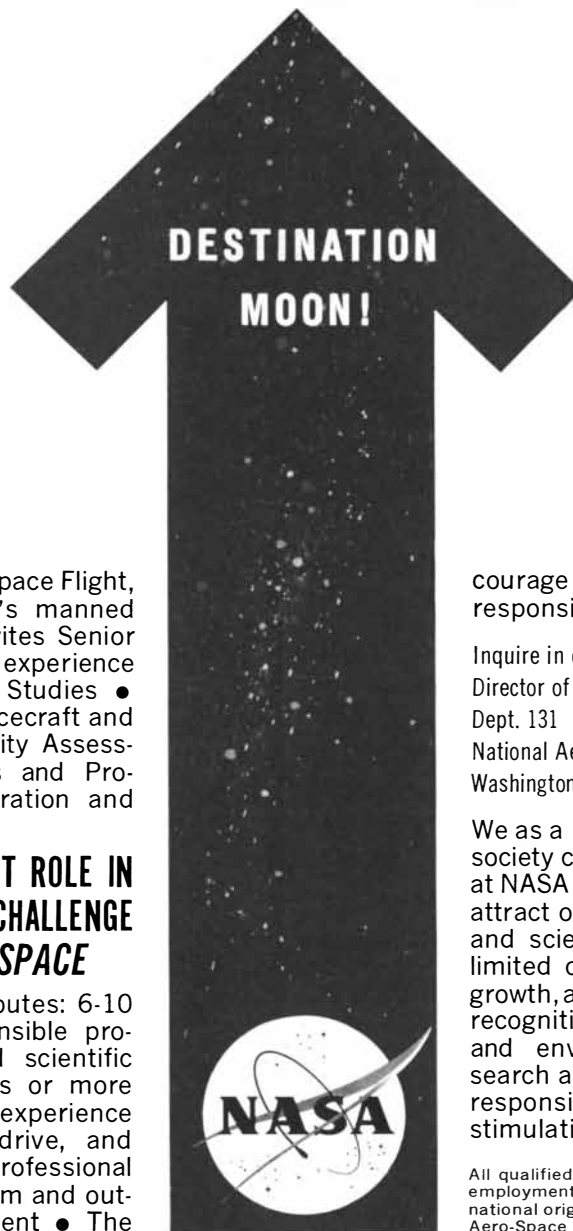 DESTINATION
MOON!
pace Flight,
's manned
ites Senior
experience
Studies ●
cecraft and
ity Assess-
s and Pro-
ration and
T ROLE IN
CHALLENGE
SPACE
butes: 6-10
nsible pro-
d scientific
s or more
experience
drive, and
rofessional
m and out-
ent ● The
NASA
courage
responsi
Inquire in
Director of
Dept. 131
National Ae
Washington
We as a
society c
at NASA
attract o
and scie
limited o
growth, a
recogniti
and env
search a
responsi
stimulati
All qualified
employment
national origi
Aero-Space